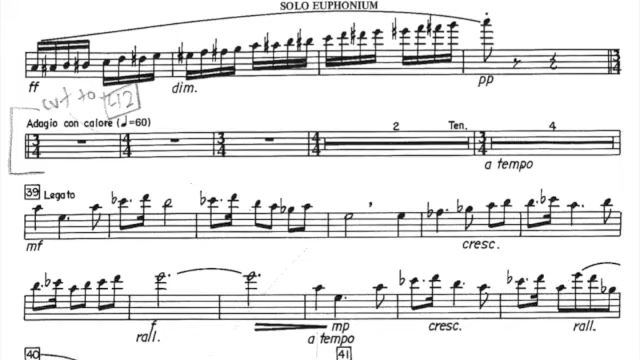 SOLO EUPHONIUM
ff dim. pp
cut to
Adagio con calore (♩=60) 2 Ten. 4
a tempo
39 Legato
mf cresc.
f mp cresc. rall.
rall. a tempo
40 41